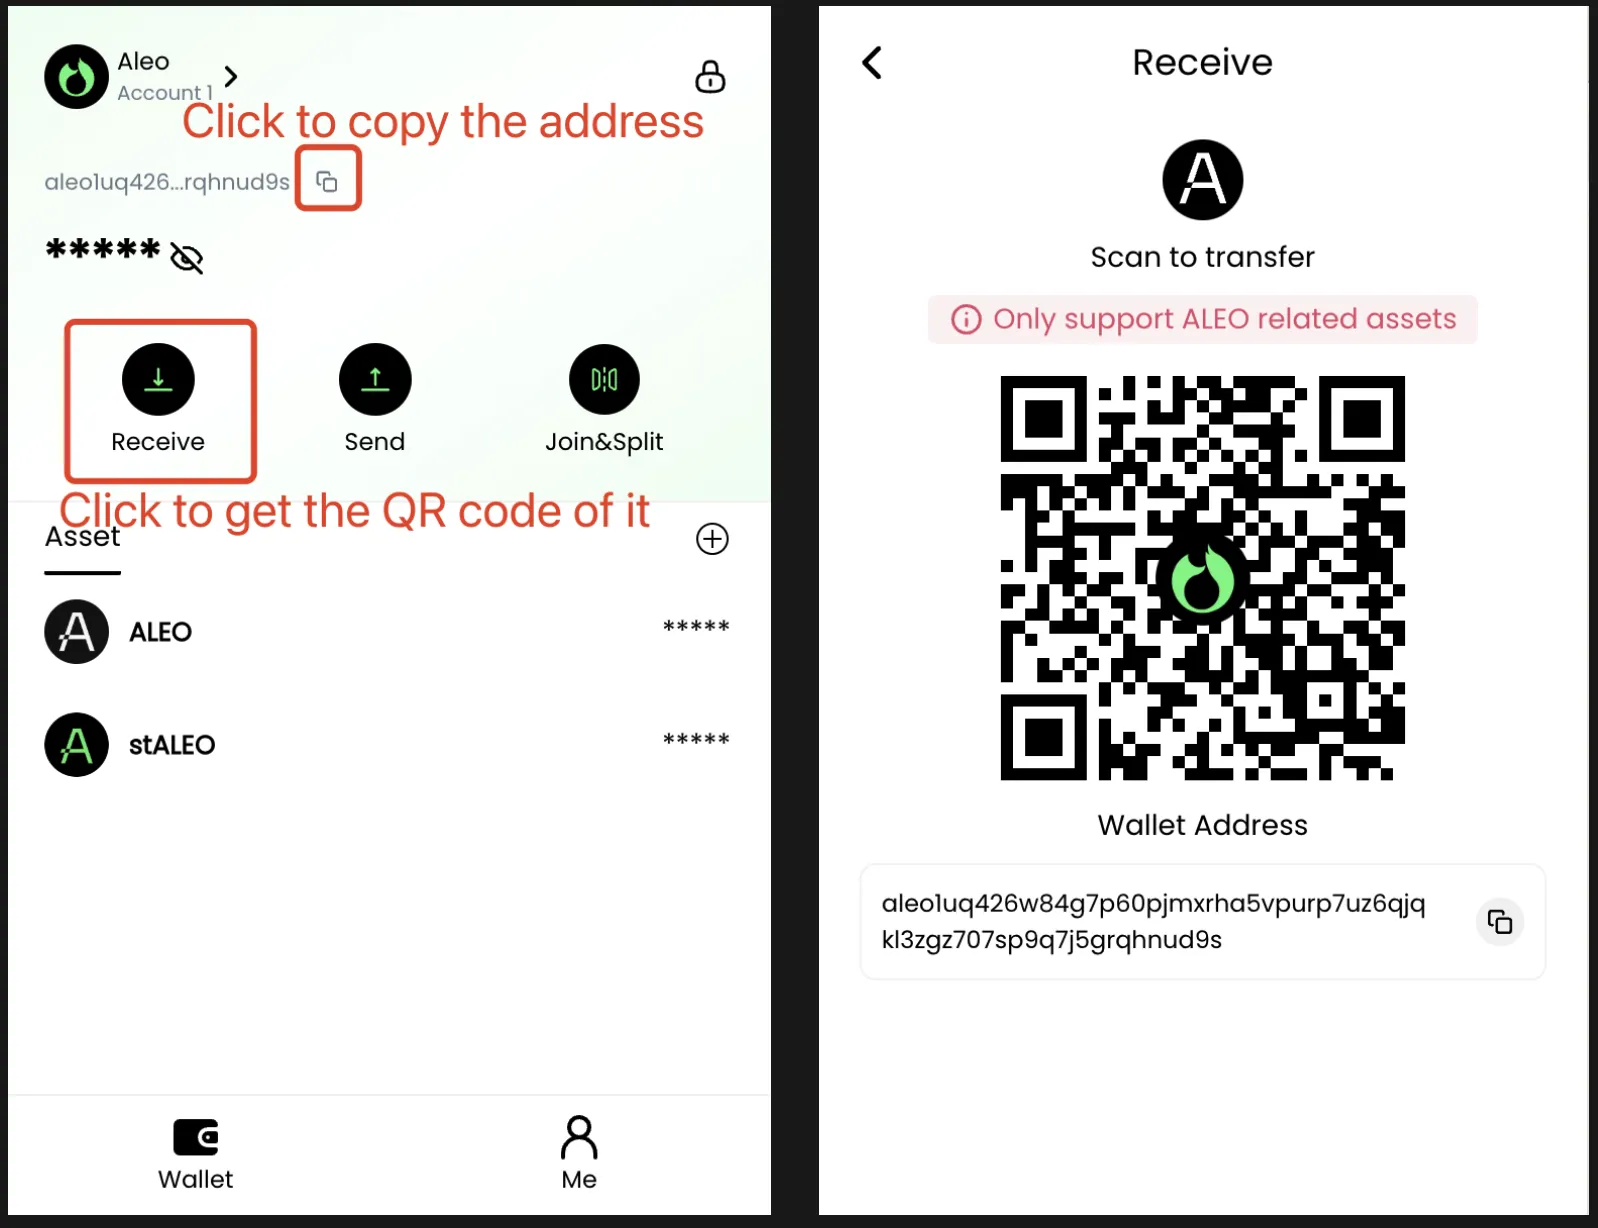 Aleo
Account 1
Click to copy the address
aleo1uq426...rqhnud9s
*****
Receive
Send
Join&Split
Click to get the QR code of it
Asset
ALEO
*****
stALEO
*****
Wallet
Me
Receive
Scan to transfer
Only support ALEO related assets
Wallet Address
aleo1uq426w84g7p60pjmxrha5vpurp7uz6qjq
kl3zgz707sp9q7j5grqhnud9s